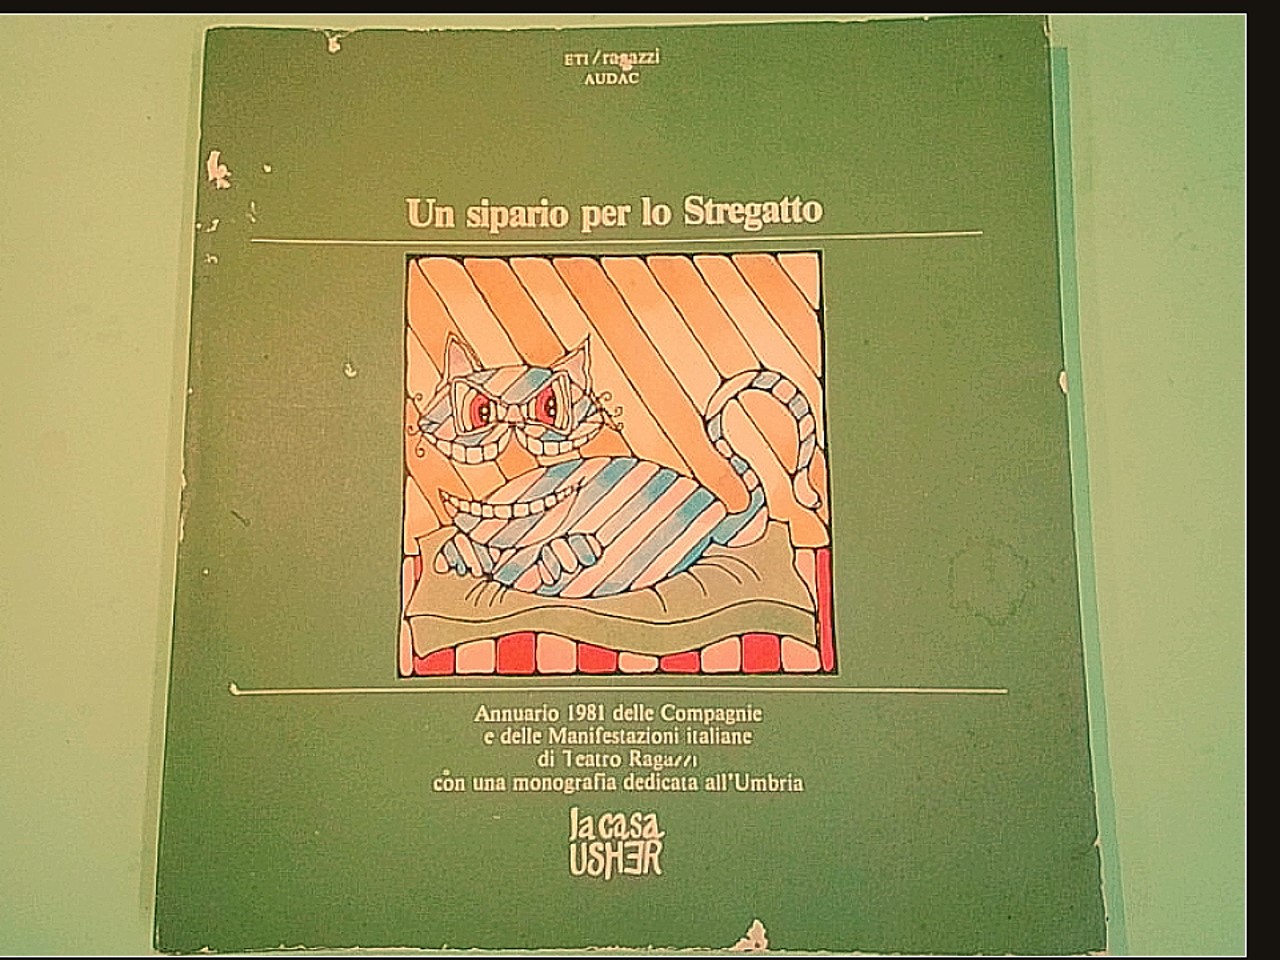 ETI/ragazzi
AUDAC
Un sipario per lo Stregatto
Annuario 1981 delle Compagnie
e delle Manifestazioni italiane
di Teatro Ragazzi
con una monografia dedicata all'Umbria
la casa
USHER